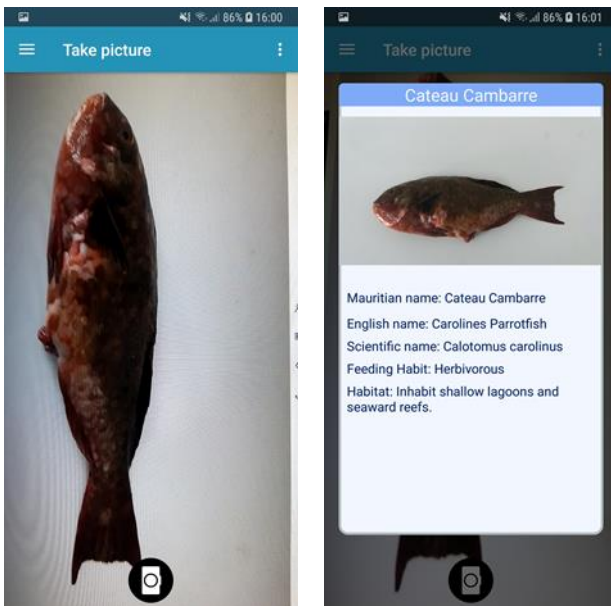 86% 16:00
Take picture
86% 16:01
Take picture
Cateau Cambarre
Mauritian name: Cateau Cambarre
English name: Carolines Parrotfish
Scientific name: Calotomus carolinus
Feeding Habit: Herbivorous
Habitat: Inhabit shallow lagoons and
seaward reefs.